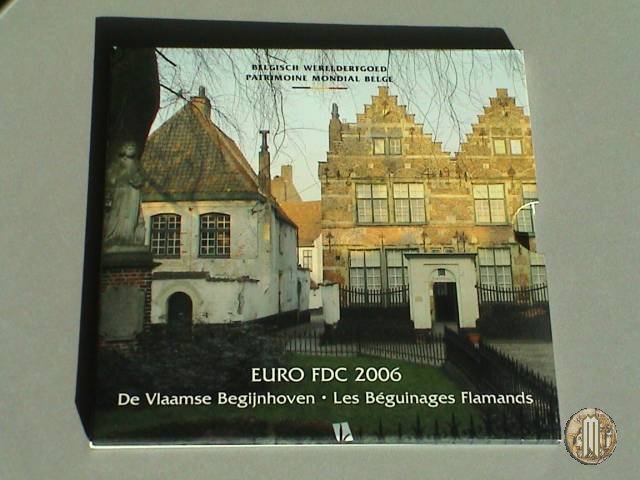 BELGISCH WERELDERFGOED
PATRIMOINE MONDIAL BELGE
EURO FDC 2006
De Vlaamse Begijnhoven • Les Béguinages Flamands